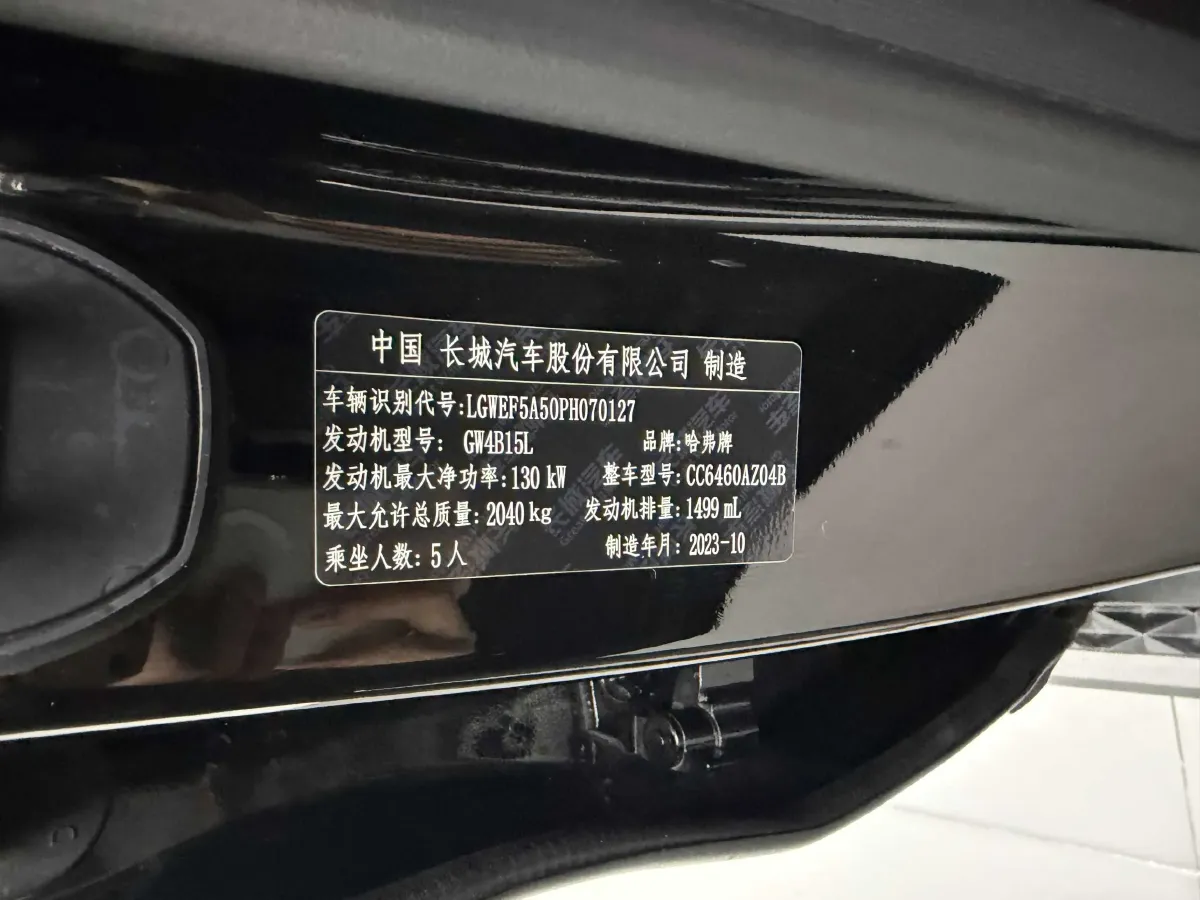 中国 长城汽车股份有限公司 制造
车辆识别代号:LGWEF5A50PH070127
发动机型号: GW4B15L 品牌:哈弗牌
发动机最大净功率:130 kW 整车型号:CC6460AZ04B
最大允许总质量:2040kg 发动机排量:1499 mL
乘坐人数:5人 制造年月:2023-10